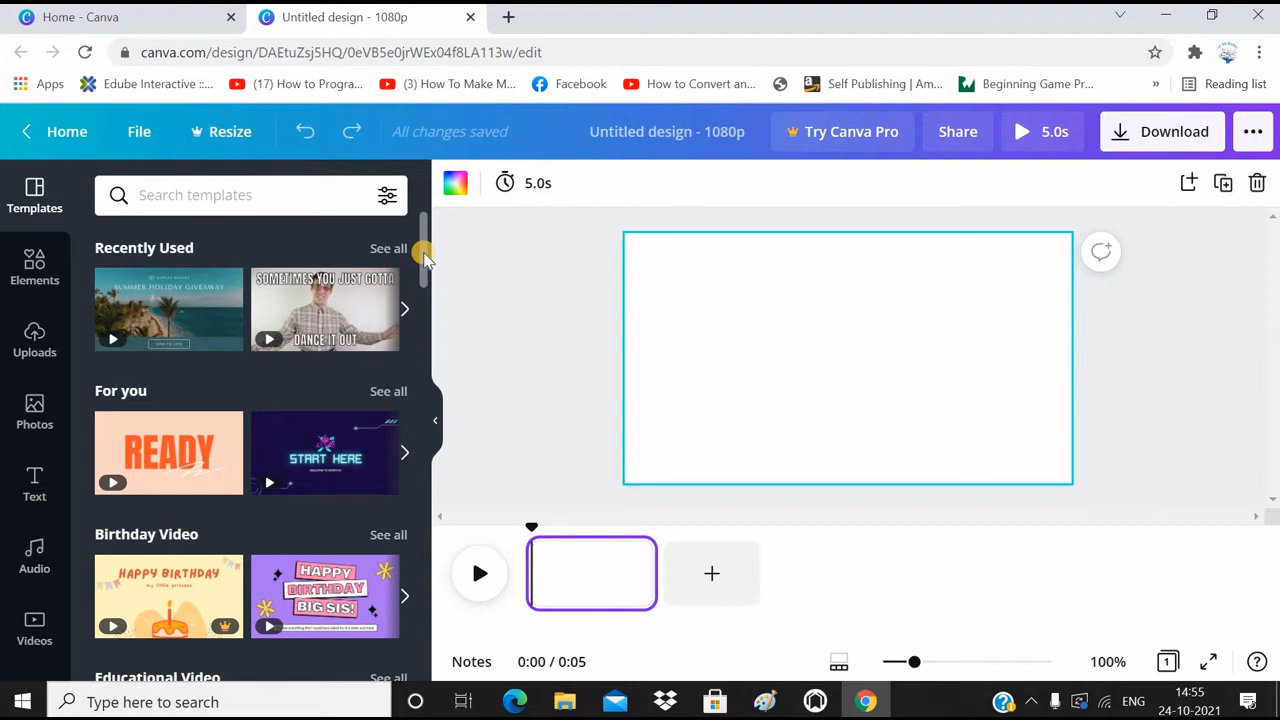 Home - Canva
Untitled design - 1080p
canva.com/design/DAEtuZsj5HQ/0eVB5e0jrWEx04f8LA113w/edit
Apps
Edube Interactive ::...
(17) How to Progra...
(3) How To Make M...
Facebook
How to Convert an...
Self Publishing | Am...
Beginning Game Pr...
»
Reading list
Home
File
Resize
All changes saved
Untitled design - 1080p
Try Canva Pro
Share
5.0s
Download
Templates
Elements
Uploads
Photos
Text
Audio
Videos
Search templates
5.0s
Recently Used
See all
SUMMER HOLIDAY GIVEAWAY
SOMETIMES YOU JUST GOTTA
DANCE IT OUT
For you
See all
READY
START HERE
Birthday Video
See all
HAPPY BIRTHDAY
my little princess
HAPPY
BIRTHDAY
BIG SIS!
Educational Video
See all
Notes
0:00 / 0:05
100%
1
Type here to search
ENG
14:55
24-10-2021